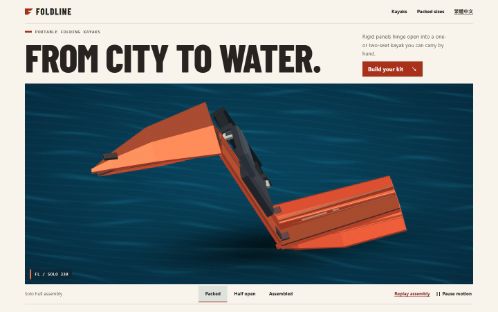 FOLDLINE
Kayaks
Packed sizes
繁體中文
PORTABLE FOLDING KAYAKS
FROM CITY TO WATER.
Rigid panels hinge open into a one-
or two-seat kayak you can carry by
hand.
Build your kit ↘
FL / SOLO 330
Solo hull assembly
Packed
Half open
Assembled
Replay assembly
Pause motion